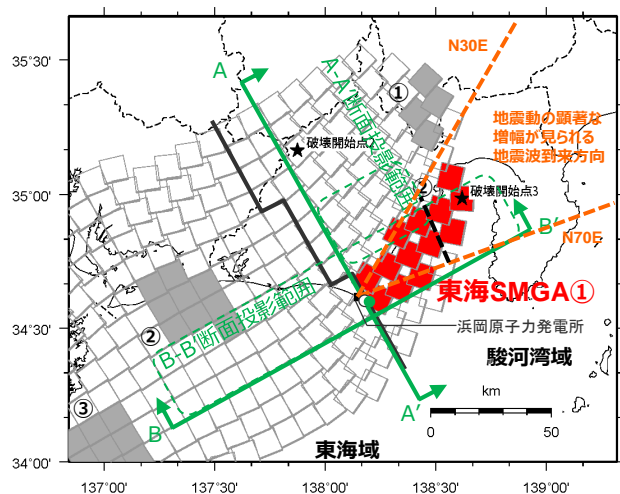 35°30'
35°00'
34°30'
34°00'
137°00'
137°30'
138°00'
138°30'
139°00'
N30E
A
A-A'断面投影範囲
①
地震動の顕著な
増幅が見られる
地震波到来方向
破壊開始点2
2
破壊開始点3
B'
N70E
東海SMGA①
B-B'断面投影範囲
②
浜岡原子力発電所
駿河湾域
③
km
A'
B
0
50
東海域